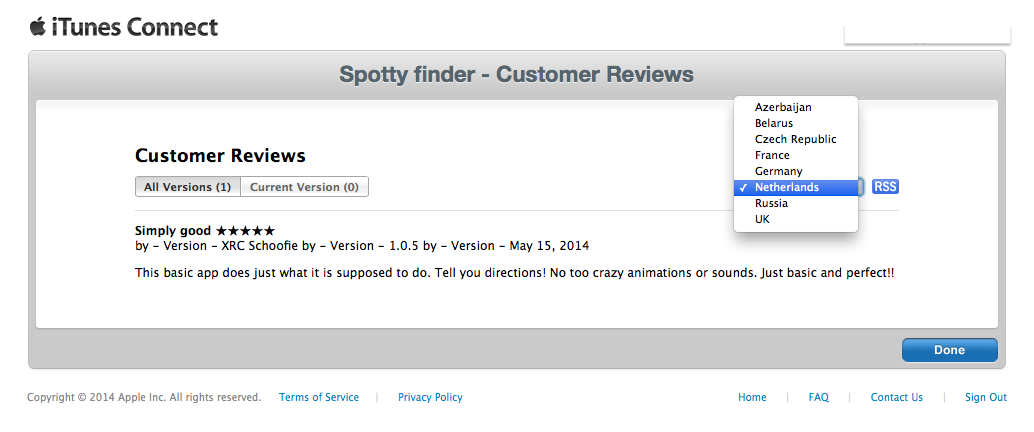 iTunes Connect
Spotty finder - Customer Reviews
Azerbaijan
Belarus
Czech Republic
France
Germany
✓ Netherlands
Russia
UK
Customer Reviews
All Versions (1) Current Version (0)
RSS
Simply good ★★★★★
by - Version - XRC Schoofie by - Version - 1.0.5 by - Version - May 15, 2014
This basic app does just what it is supposed to do. Tell you directions! No too crazy animations or sounds. Just basic and perfect!!
Done
Copyright © 2014 Apple Inc. All rights reserved. Terms of Service | Privacy Policy Home | FAQ | Contact Us | Sign Out